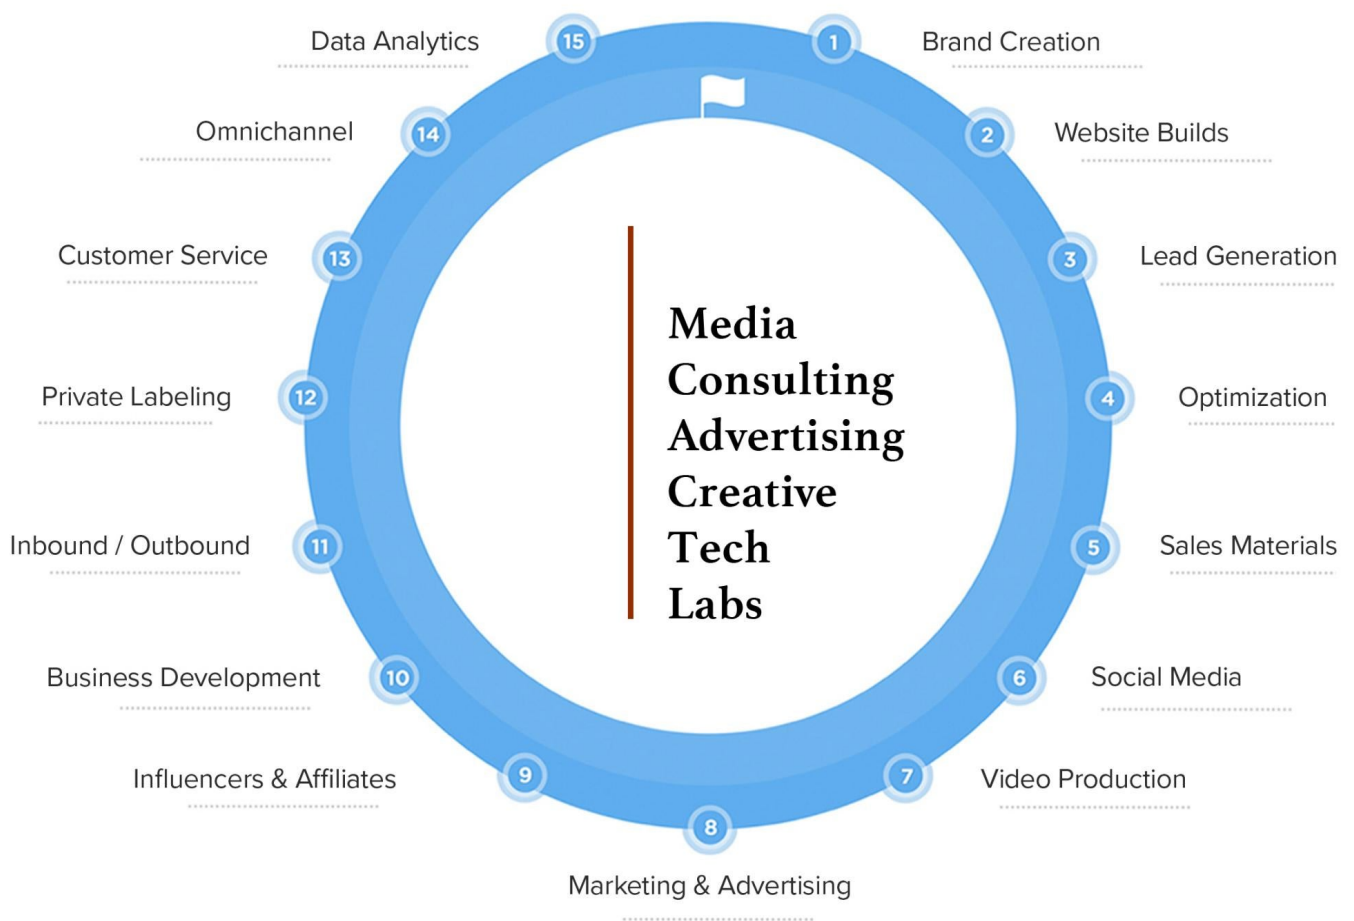 1 Brand Creation
2 Website Builds
3 Lead Generation
4 Optimization
5 Sales Materials
6 Social Media
7 Video Production
8 Marketing & Advertising
9 Influencers & Affiliates
10 Business Development
11 Inbound / Outbound
12 Private Labeling
13 Customer Service
14 Omnichannel
15 Data Analytics
Media
Consulting
Advertising
Creative
Tech
Labs